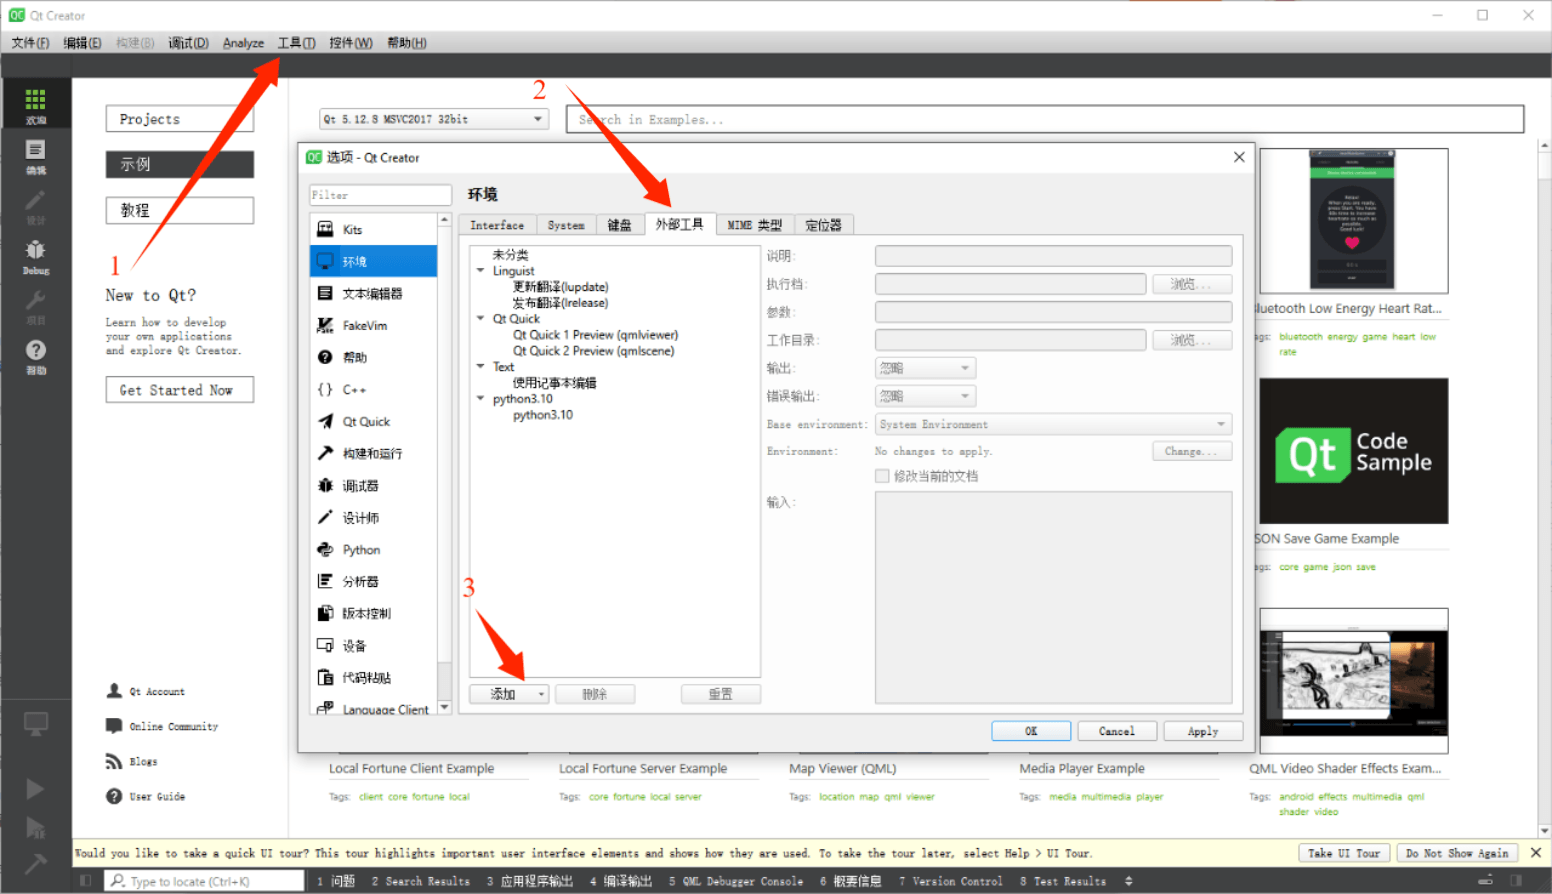 Qt Creator
文件(F) 编辑(E) 构建(B) 调试(D) Analyze 工具(T) 控件(W) 帮助(H)
欢迎
编辑
设计
Debug
项目
帮助
1
2
3
Projects
示例
教程
New to Qt?
Learn how to develop
your own applications
and explore Qt Creator.
Get Started Now
Qt Account
Online Community
Blogs
User Guide
Qt 5.12.8 MSVC2017 32bit
Search in Examples...
选项 - Qt Creator
Filter
Kits
环境
文本编辑器
FakeVim
帮助
C++
Qt Quick
构建和运行
调试器
设计师
Python
分析器
版本控制
设备
代码粘贴
Language Client
环境
Interface System 键盘 外部工具 MIME 类型 定位器
未分类
Linguist
更新翻译(lupdate)
发布翻译(lrelease)
Qt Quick
Qt Quick 1 Preview (qmlviewer)
Qt Quick 2 Preview (qmlscene)
Text
使用记事本编辑
python3.10
python3.10
添加 删除 重置
说明:
执行档: 浏览...
参数:
工作目录: 浏览...
输出: 忽略
错误输出: 忽略
Base environment: System Environment
Environment: No changes to apply. Change...
修改当前的文档
输入:
OK Cancel Apply
Bluetooth Low Energy Heart Rat...
ags: bluetooth energy game heart low
rate
Qt Code
Sample
SON Save Game Example
ags: core game json save
Local Fortune Client Example
Tags: client core fortune local
Local Fortune Server Example
Tags: core fortune local server
Map Viewer (QML)
Tags: location map qml viewer
Media Player Example
Tags: media multimedia player
QML Video Shader Effects Exam...
Tags: android effects multimedia qml
shader video
Would you like to take a quick UI tour? This tour highlights important user interface elements and shows how they are used. To take the tour later, select Help > UI Tour.
Take UI Tour Do Not Show Again
Type to locate (Ctrl+K) 1 问题 2 Search Results 3 应用程序输出 4 编译输出 5 QML Debugger Console 6 概要信息 7 Version Control 8 Test Results